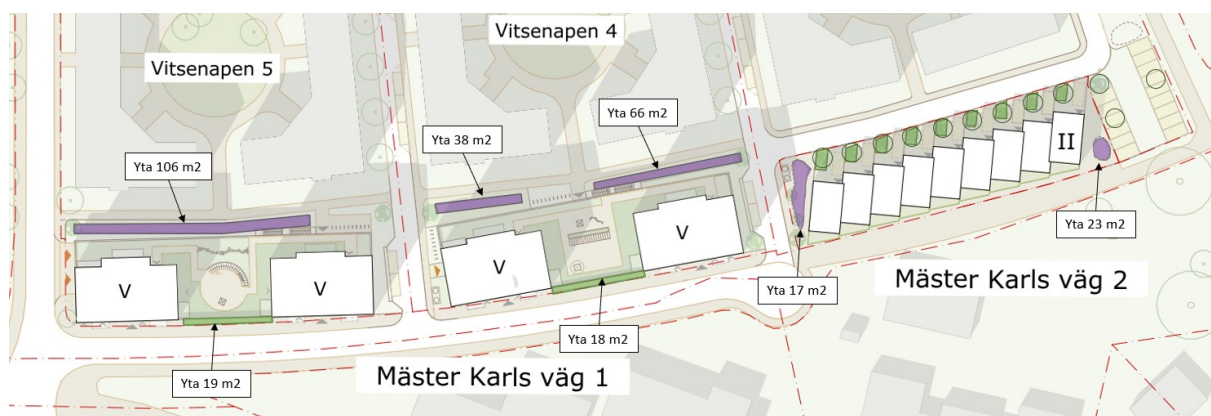 Vitsenapen 5
Vitsenapen 4
Yta 106 m2
Yta 38 m2
Yta 66 m2
II
Yta 23 m2
V
V
V
V
Yta 17 m2
Mäster Karls väg 2
Yta 19 m2
Yta 18 m2
Mäster Karls väg 1